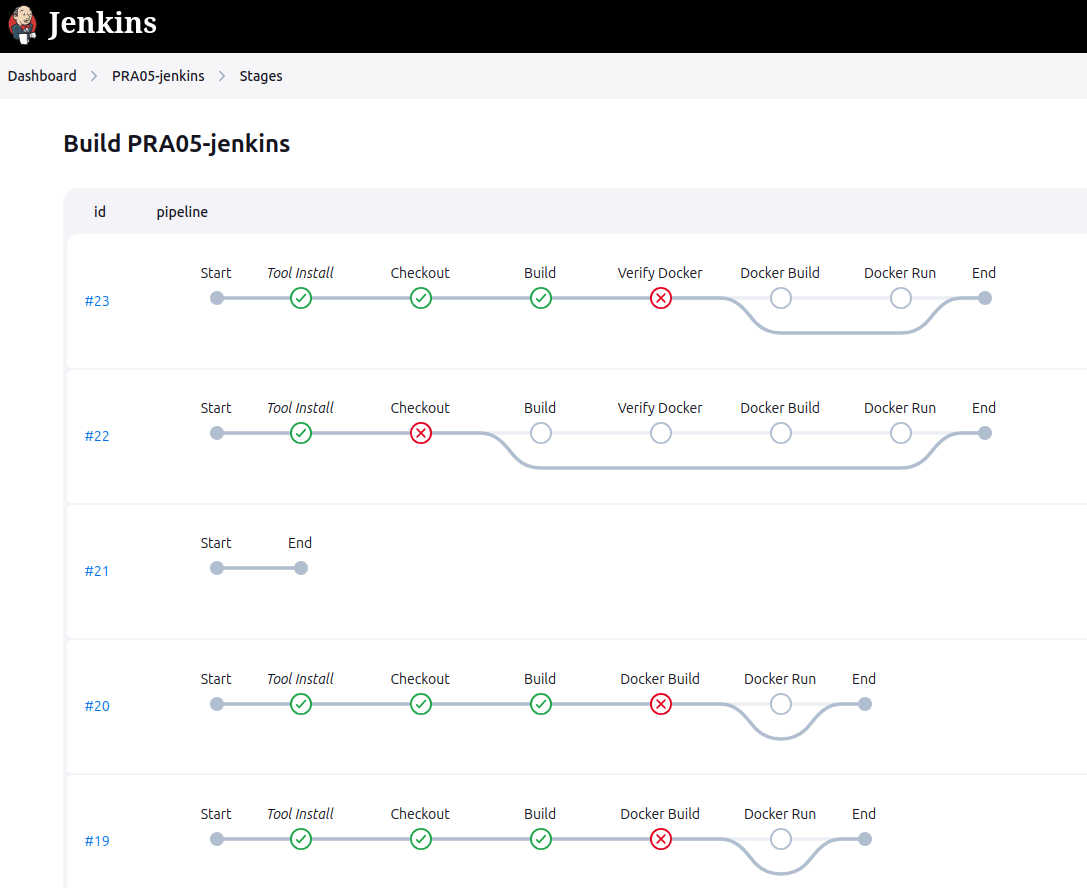 Jenkins
Dashboard > PRA05-jenkins > Stages
Build PRA05-jenkins
id pipeline
Start Tool Install Checkout Build Verify Docker Docker Build Docker Run End
#23
Start Tool Install Checkout Build Verify Docker Docker Build Docker Run End
#22
Start End
#21
Start Tool Install Checkout Build Docker Build Docker Run End
#20
Start Tool Install Checkout Build Docker Build Docker Run End
#19